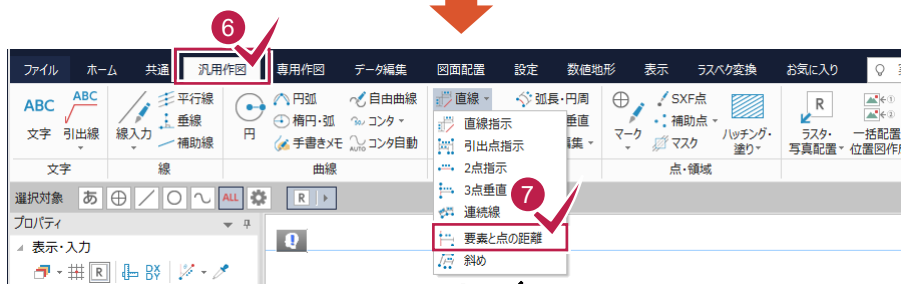 6
ファイル ホーム 共通 汎用作図 専用作図 データ編集 図面配置 設定 数値地形 表示 ラスベク変換 お気に入り
ABC ABC 平行線 円弧 自由曲線 直線 弧長・円周 SXF点 R
垂線 楕円・弧 コンタ 垂直 補助点
文字 引出線 線入力 補助線 円 手書きメモ AUTO コンタ自動 集 マーク マスク ハッチング・塗り ラスタ・写真配置 一括配置
位置図作成
文字 線 曲線 点・領域
直線指示
引出点指示
2点指示
3点垂直
連続線
7
要素と点の距離
斜め
選択対象 あ ALL R
プロパティ
表示・入力
R DX DY